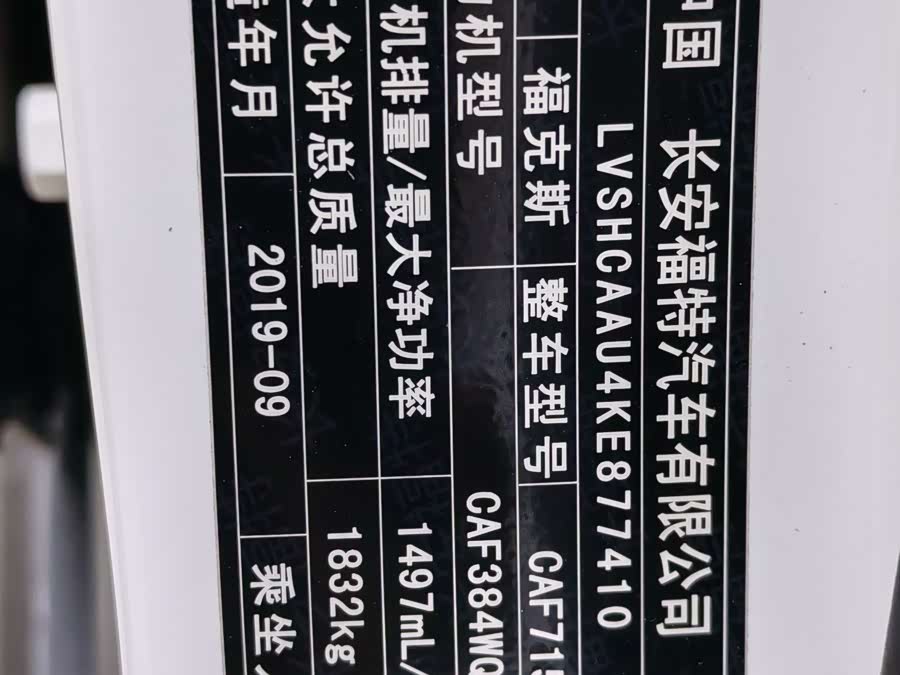 中国 长安福特汽车有限公司
LVSHCAAU4KE877410
福克斯 整车型号 CAF715
机型号 CAF384WQ
机排量/最大净功率 1497mL/
允许总质量 1832kg
年月 2019-09 乘坐